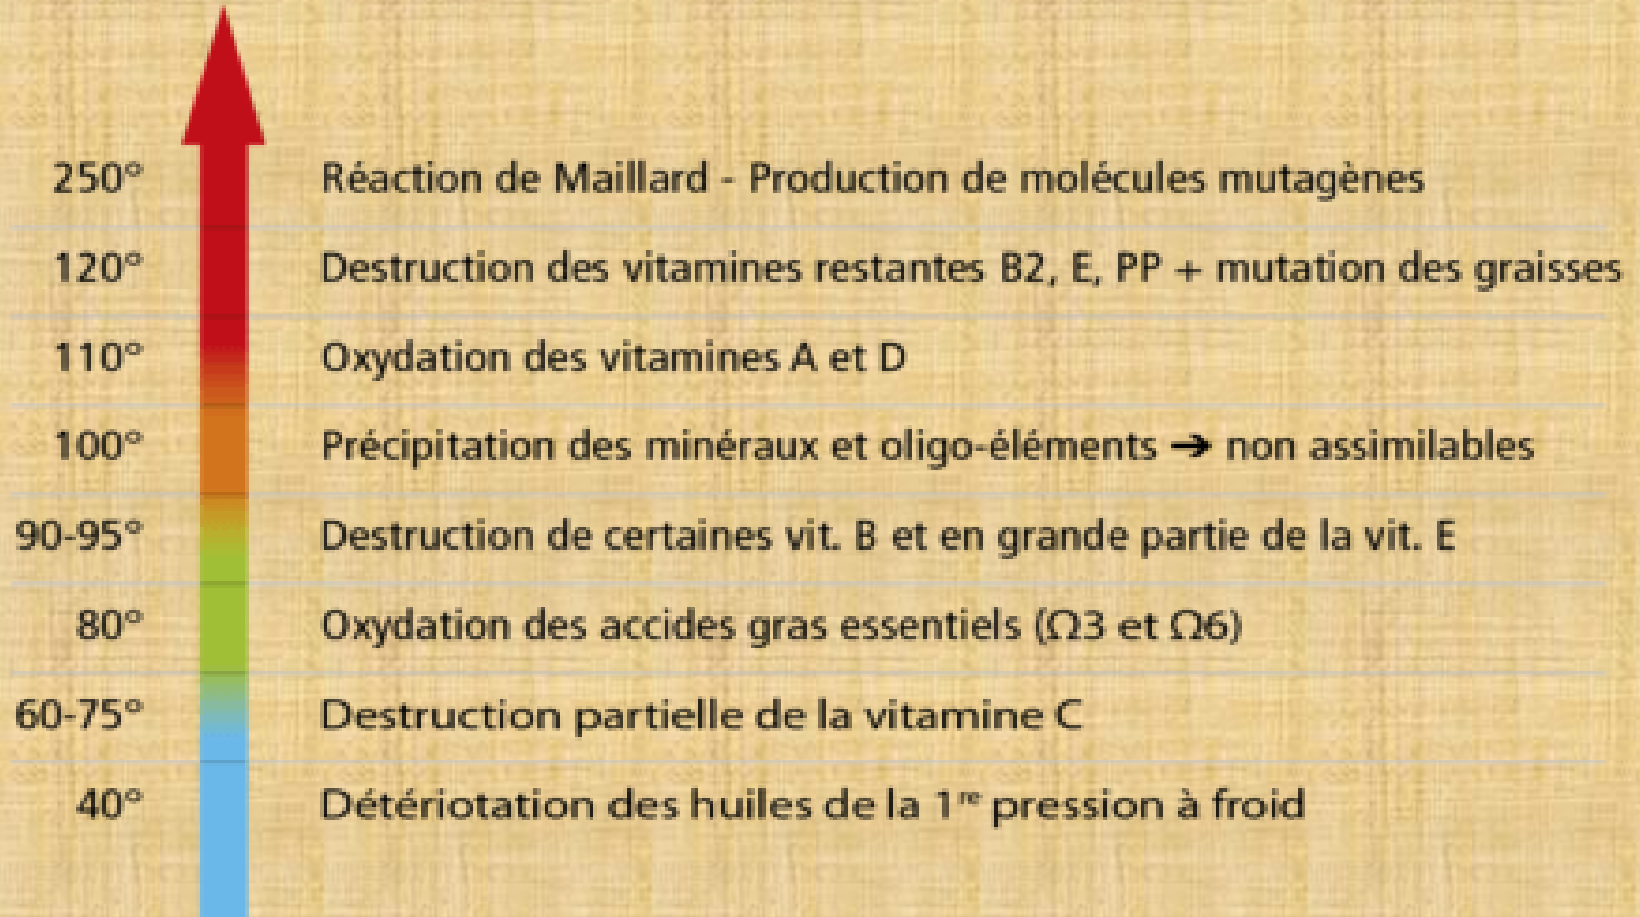 250° Réaction de Maillard - Production de molécules mutagènes
120° Destruction des vitamines restantes B2, E, PP + mutation des graisses
110° Oxydation des vitamines A et D
100° Précipitation des minéraux et oligo-éléments ➔ non assimilables
90-95° Destruction de certaines vit. B et en grande partie de la vit. E
80° Oxydation des accides gras essentiels (Ω3 et Ω6)
60-75° Destruction partielle de la vitamine C
40° Détériotation des huiles de la 1re pression à froid